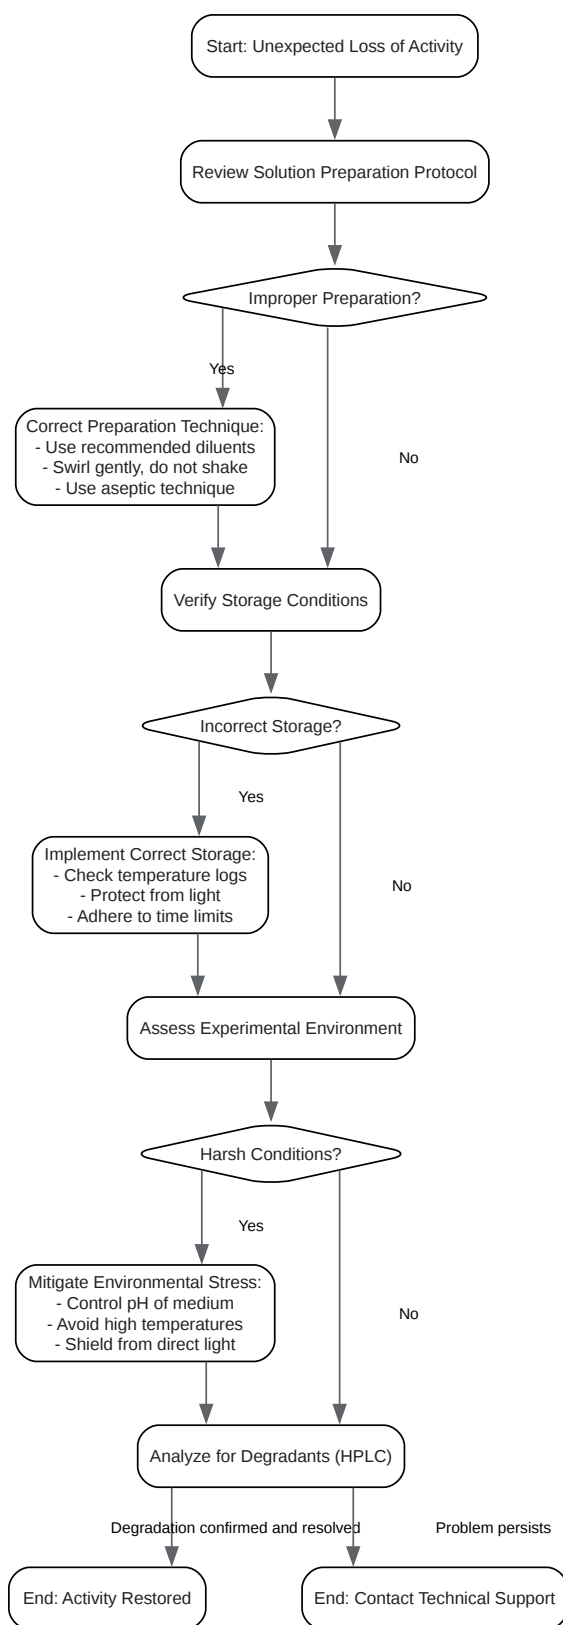 Start: Unexpected Loss of Activity
Review Solution Preparation Protocol
Improper Preparation?
Yes
Correct Preparation Technique:
- Use recommended diluents
- Swirl gently, do not shake
- Use aseptic technique
No
Verify Storage Conditions
Incorrect Storage?
Yes
Implement Correct Storage:
- Check temperature logs
- Protect from light
- Adhere to time limits
No
Assess Experimental Environment
Harsh Conditions?
Yes
Mitigate Environmental Stress:
- Control pH of medium
- Avoid high temperatures
- Shield from direct light
No
Analyze for Degradants (HPLC)
Degradation confirmed and resolved
Problem persists
End: Activity Restored
End: Contact Technical Support